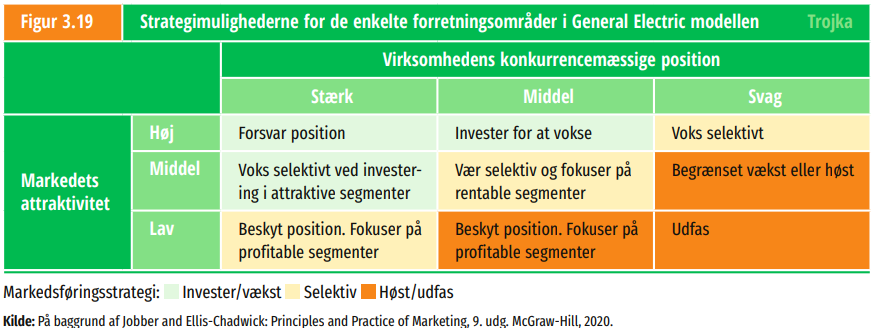 Figur 3.19 Strategimulighederne for de enkelte forretningsområder i General Electric modellen Trojka
Virksomhedens konkurrencemæssige position
Stærk Middel Svag
Markedets attraktivitet
Høj Forsvar position Invester for at vokse Voks selektivt
Middel Voks selektivt ved invester- Vær selektiv og fokuser på Begrænset vækst eller høst
ing i attraktive segmenter rentable segmenter
Lav Beskyt position. Fokuser på Beskyt position. Fokuser på Udfas
profitable segmenter profitable segmenter
Markedsføringsstrategi: Invester/vækst Selektiv Høst/udfas
Kilde: På baggrund af Jobber and Ellis-Chadwick: Principles and Practice of Marketing, 9. udg. McGraw-Hill, 2020.